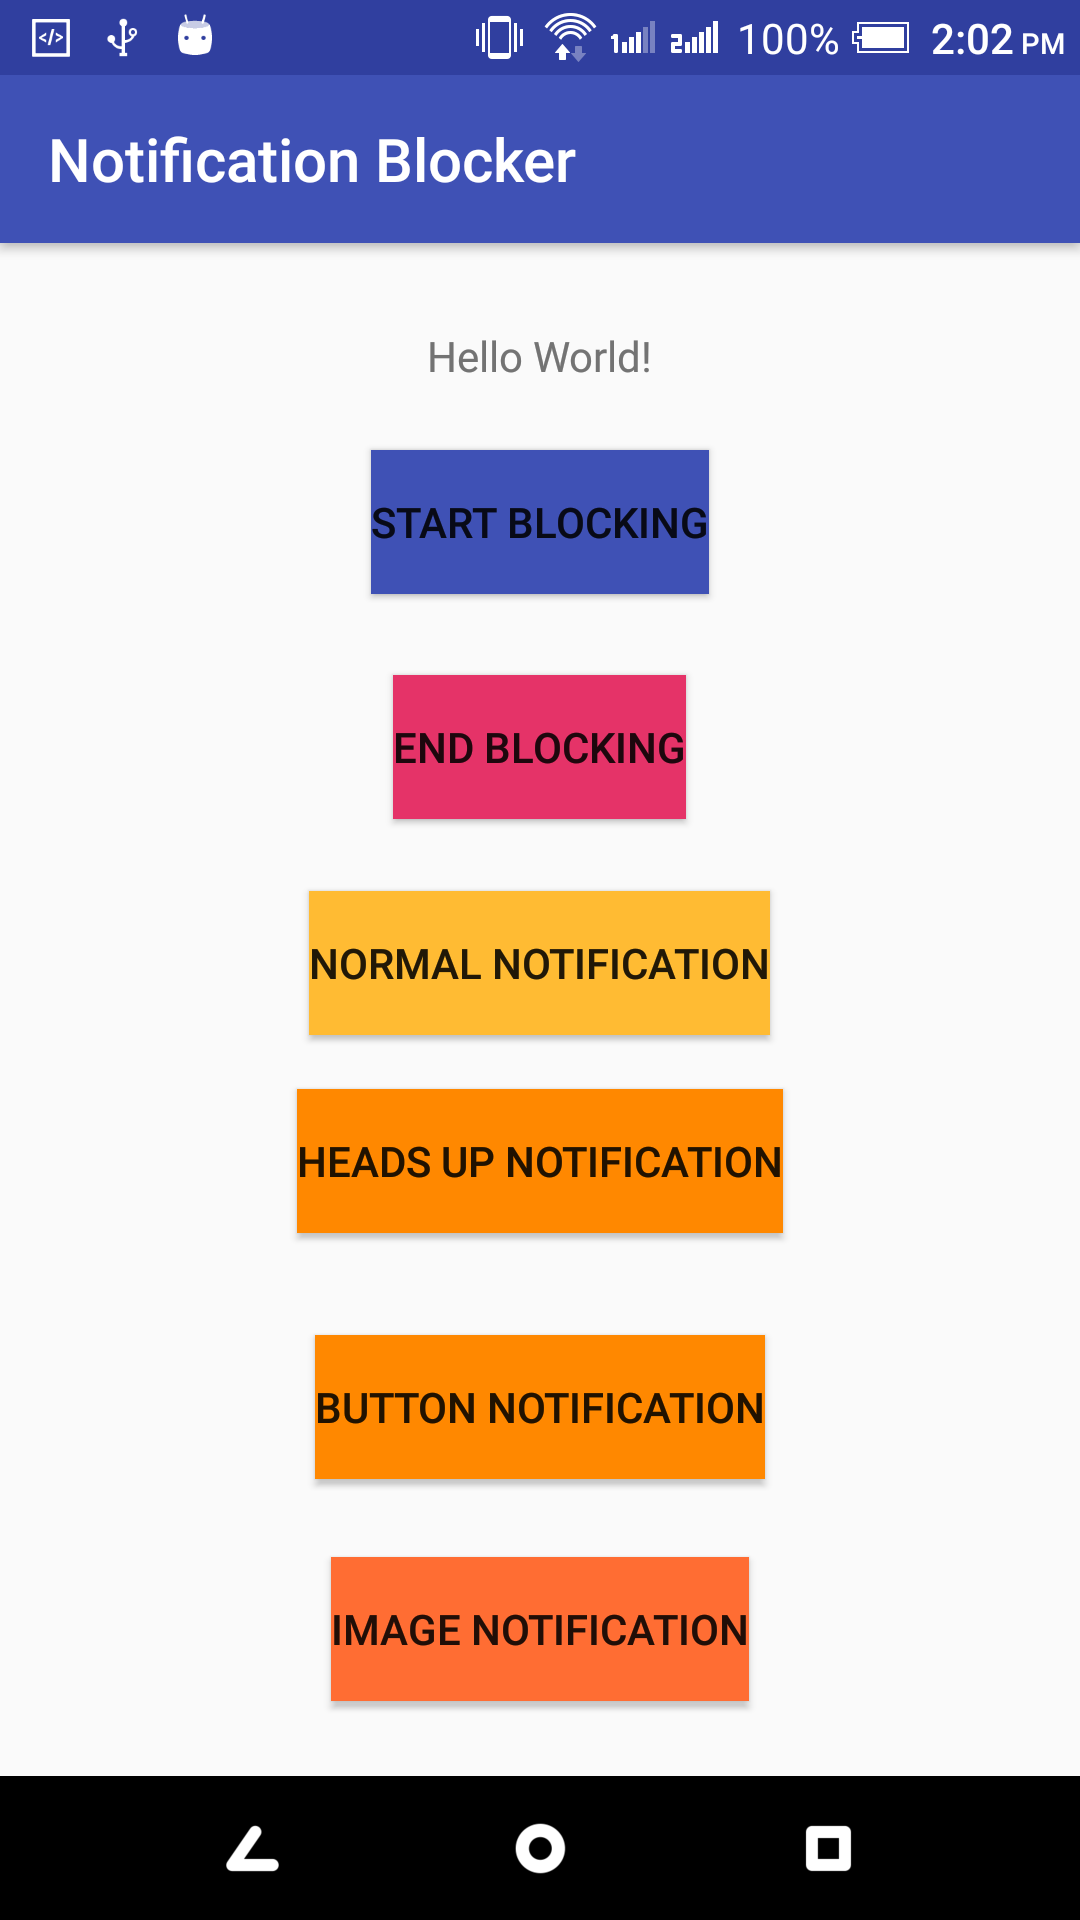 100% 2:02 PM
Notification Blocker
Hello World!
START BLOCKING
END BLOCKING
NORMAL NOTIFICATION
HEADS UP NOTIFICATION
BUTTON NOTIFICATION
IMAGE NOTIFICATION